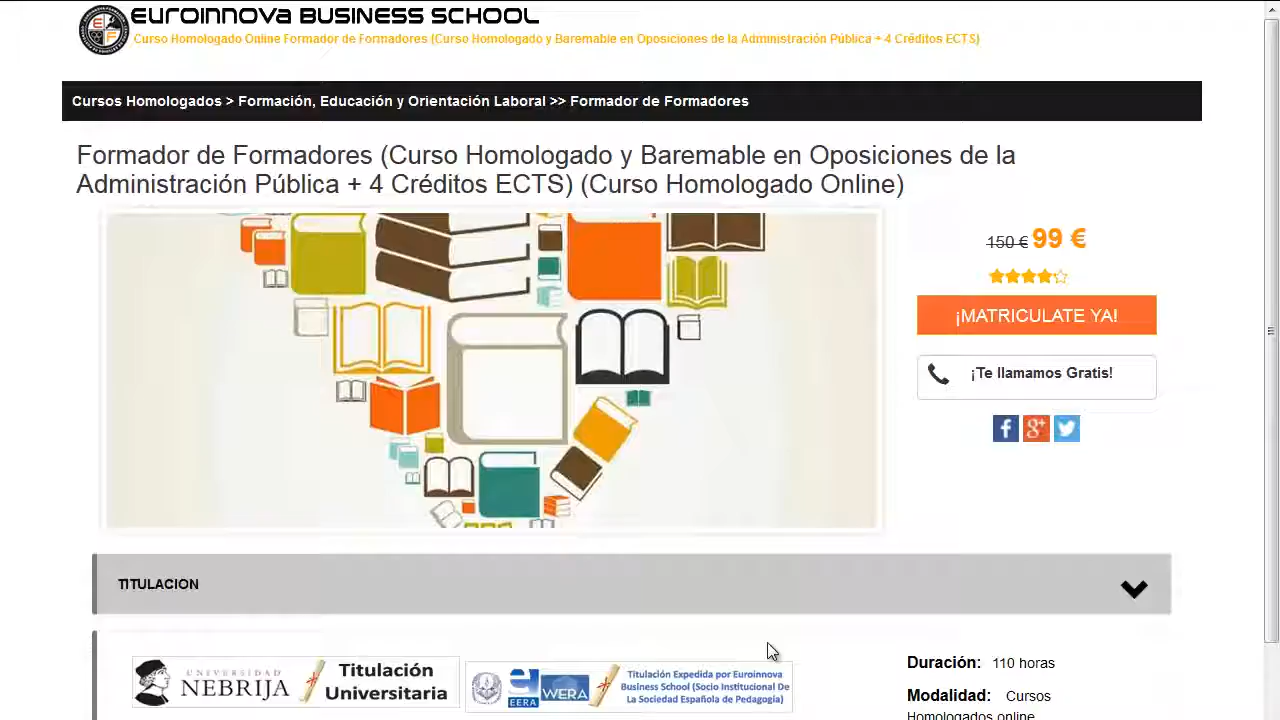 EUROINNOVA BUSINESS SCHOOL
Curso Homologado Online Formador de Formadores (Curso Homologado y Baremable en Oposiciones de la Administración Pública + 4 Créditos ECTS)
Cursos Homologados > Formación, Educación y Orientación Laboral >> Formador de Formadores
Formador de Formadores (Curso Homologado y Baremable en Oposiciones de la
Administración Pública + 4 Créditos ECTS) (Curso Homologado Online)
150 € 99 €
¡MATRICULATE YA!
¡Te llamamos Gratis!
TITULACION
UNIVERSIDAD
NEBRIJA
Titulación
Universitaria
EERA
WERA
Titulación Expedida por Euroinnova
Business School (Socio Institucional De
La Sociedad Española de Pedagogía)
Duración: 110 horas
Modalidad: Cursos
Homologados online